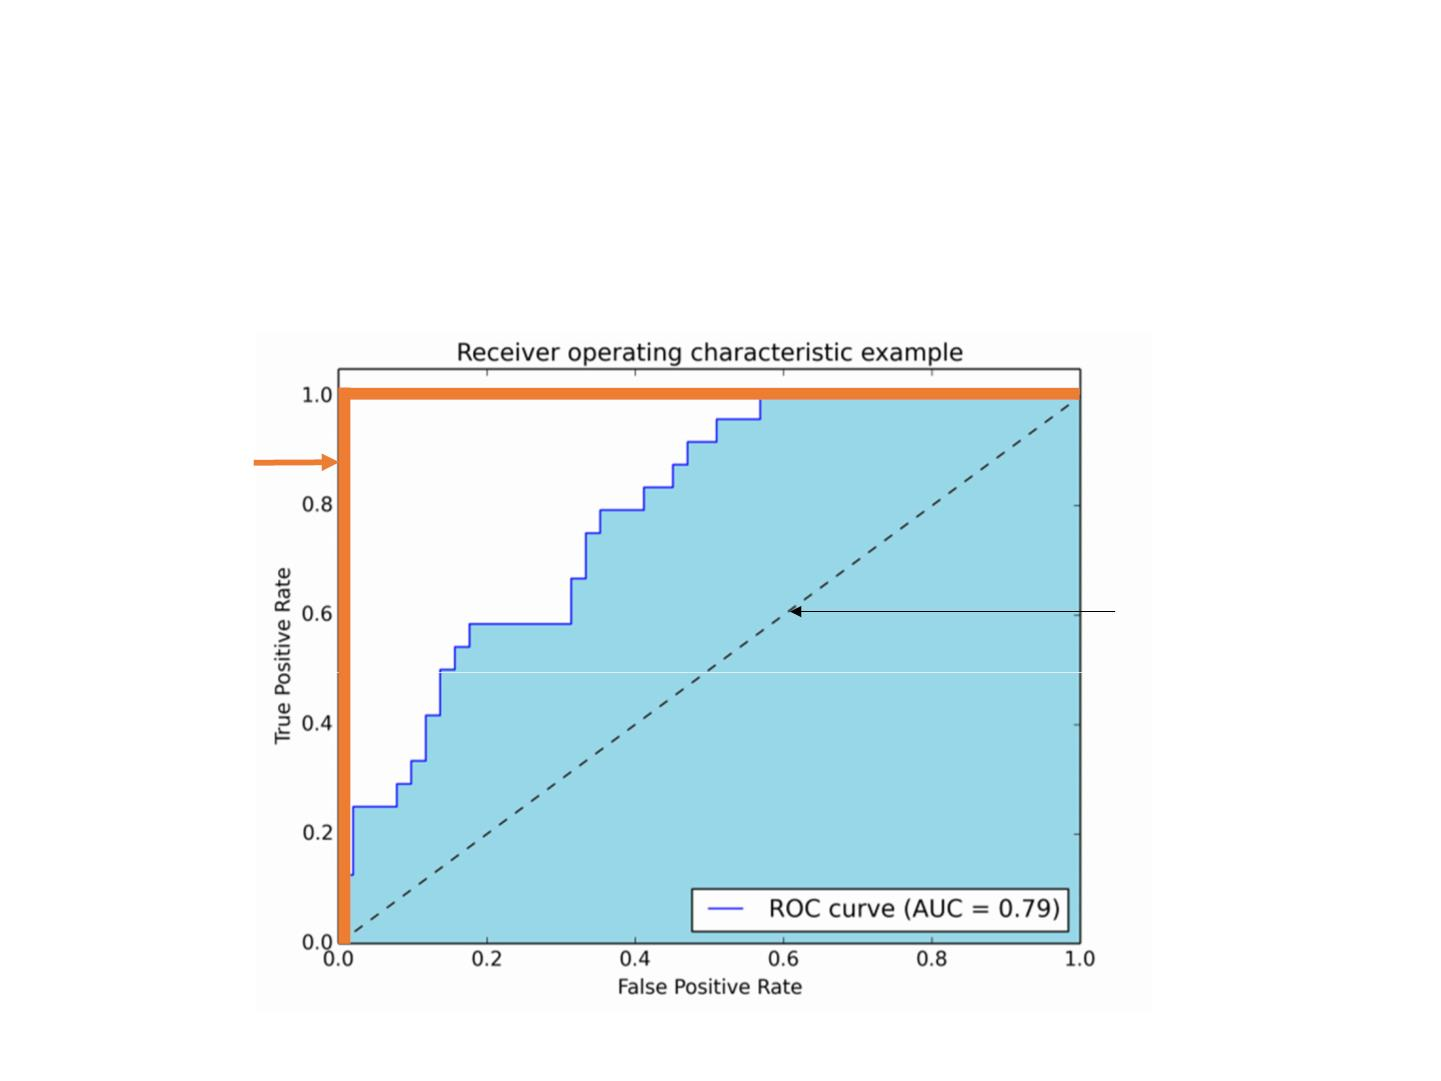 Receiver operating characteristic example
1.0
0.8
0.6
0.4
0.2
0.0
True Positive Rate
ROC curve (AUC = 0.79)
0.0 0.2 0.4 0.6 0.8 1.0
False Positive Rate